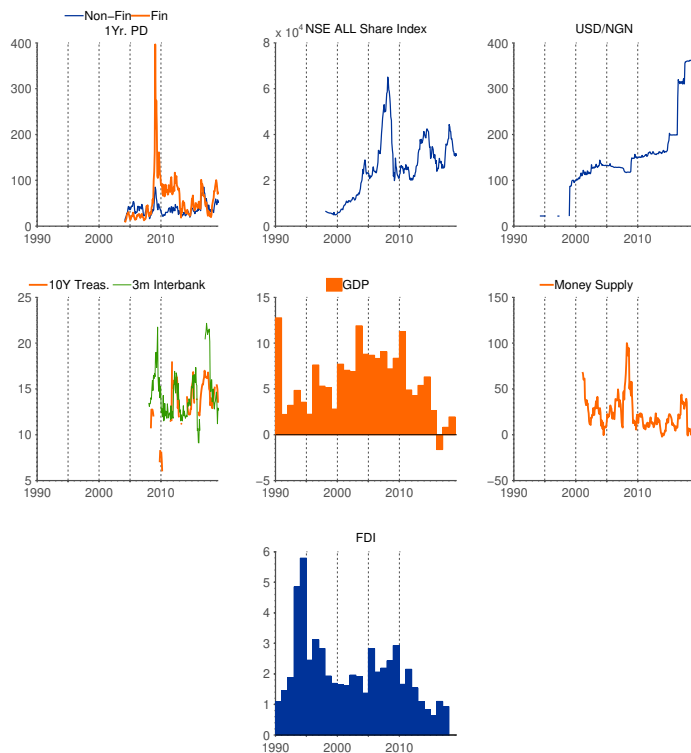 Non-Fin Fin
1Yr. PD
400
300
200
100
0
1990 2000 2010
× 10⁴ NSE ALL Share Index
8
6
4
2
0
1990 2000 2010
USD/NGN
400
300
200
100
0
1990 2000 2010
10Y Treas. 3m Interbank
25
20
15
10
5
1990 2000 2010
GDP
15
10
5
0
−5
1990 2000 2010
Money Supply
150
100
50
0
−50
1990 2000 2010
FDI
6
5
4
3
2
1
0
1990 2000 2010